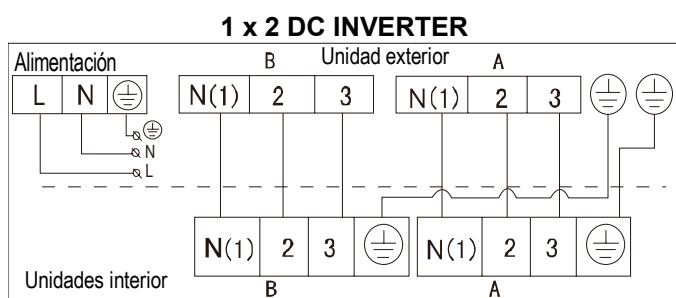 1 x 2 DC INVERTER
Alimentación B Unidad exterior A
L N N(1) 2 3 N(1) 2 3
N
L
N(1) 2 3 N(1) 2 3
Unidades interior B A